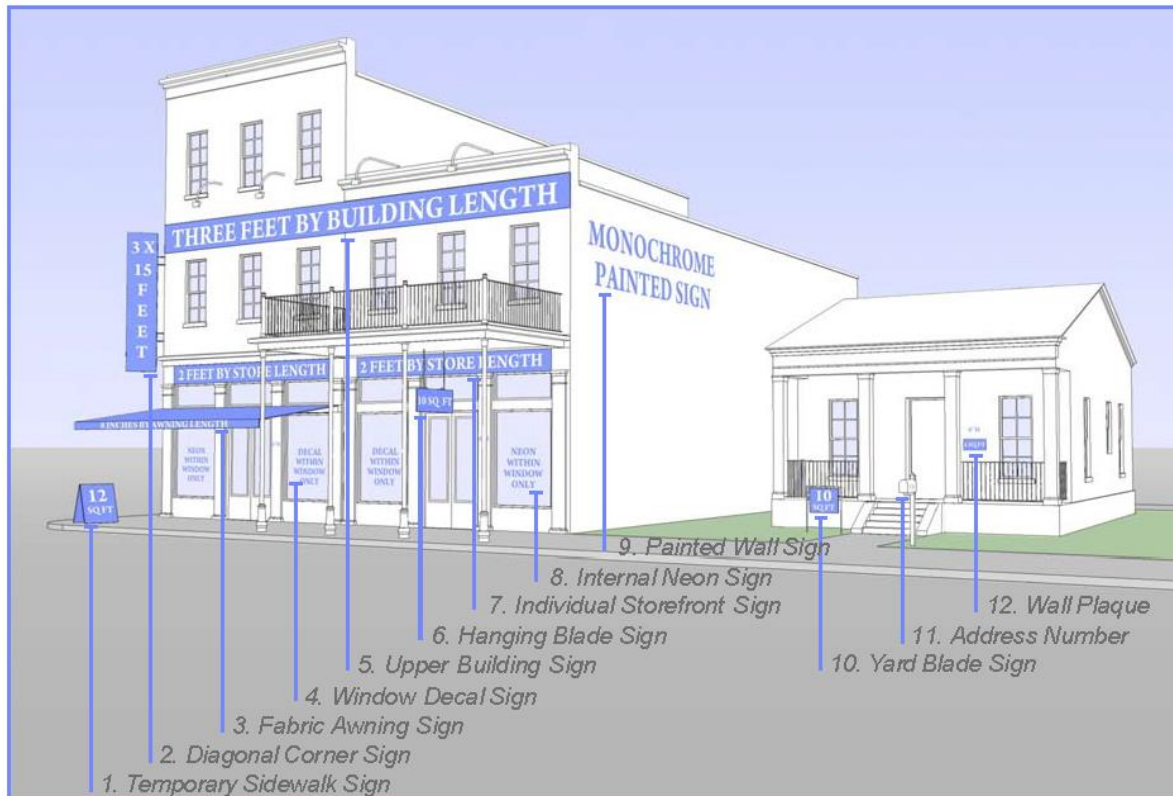 THREE FEET BY BUILDING LENGTH
MONOCHROME
PAINTED SIGN
3 X
15
F
E
E
T
2 FEET BY STORE LENGTH
2 FEET BY STORE LENGTH
10 SQ FT
8 INCHES BY AWNING LENGTH
NEON
WITHIN
WINDOW
ONLY
DECAL
WITHIN
WINDOW
ONLY
DECAL
WITHIN
WINDOW
ONLY
NEON
WITHIN
WINDOW
ONLY
12
SQ FT
10
SQ FT
9. Painted Wall Sign
8. Internal Neon Sign
7. Individual Storefront Sign
6. Hanging Blade Sign
5. Upper Building Sign
4. Window Decal Sign
3. Fabric Awning Sign
2. Diagonal Corner Sign
1. Temporary Sidewalk Sign
12. Wall Plaque
11. Address Number
10. Yard Blade Sign